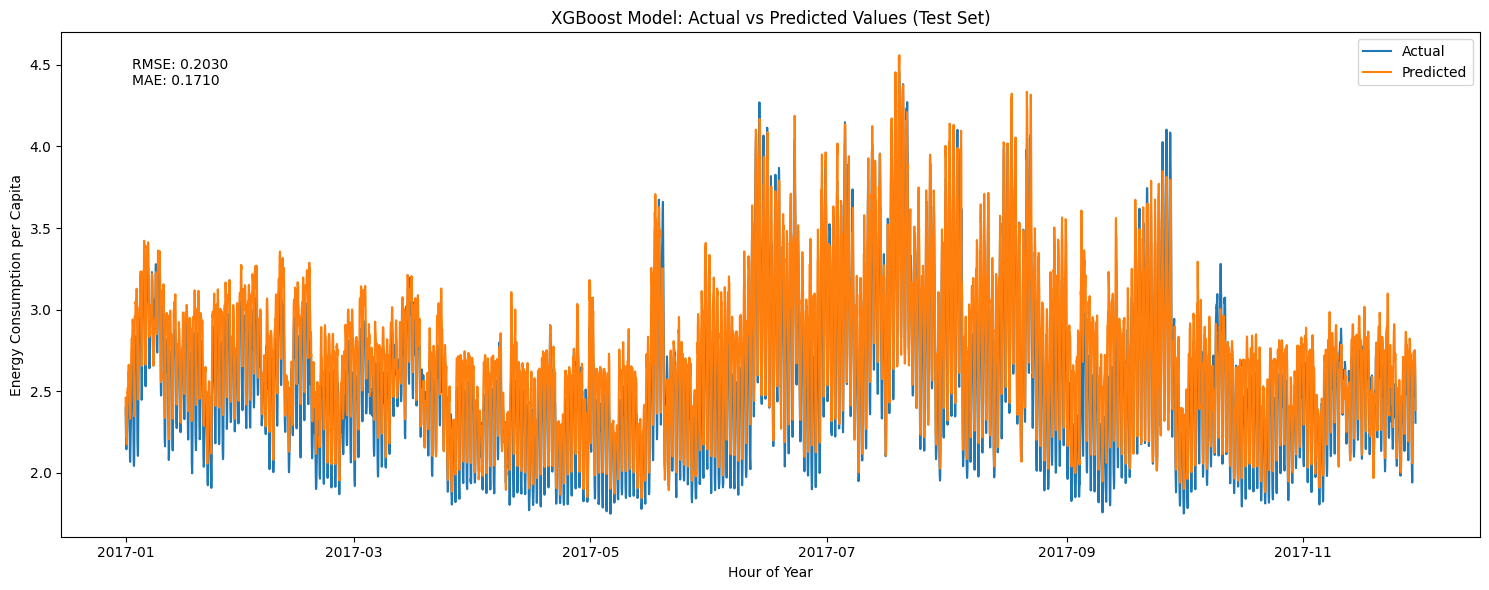 XGBoost Model: Actual vs Predicted Values (Test Set)
RMSE: 0.2030
MAE: 0.1710
Actual
Predicted
Energy Consumption per Capita
4.5
4.0
3.5
3.0
2.5
2.0
2017-01
2017-03
2017-05
2017-07
2017-09
2017-11
Hour of Year